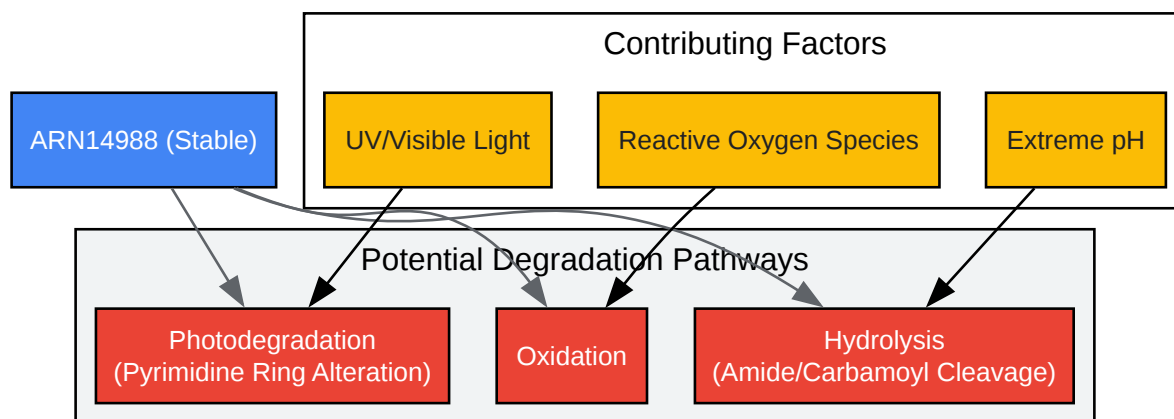 Contributing Factors
ARN14988 (Stable)
UV/Visible Light
Reactive Oxygen Species
Extreme pH
Potential Degradation Pathways
Photodegradation
(Pyrimidine Ring Alteration)
Oxidation
Hydrolysis
(Amide/Carbamoyl Cleavage)